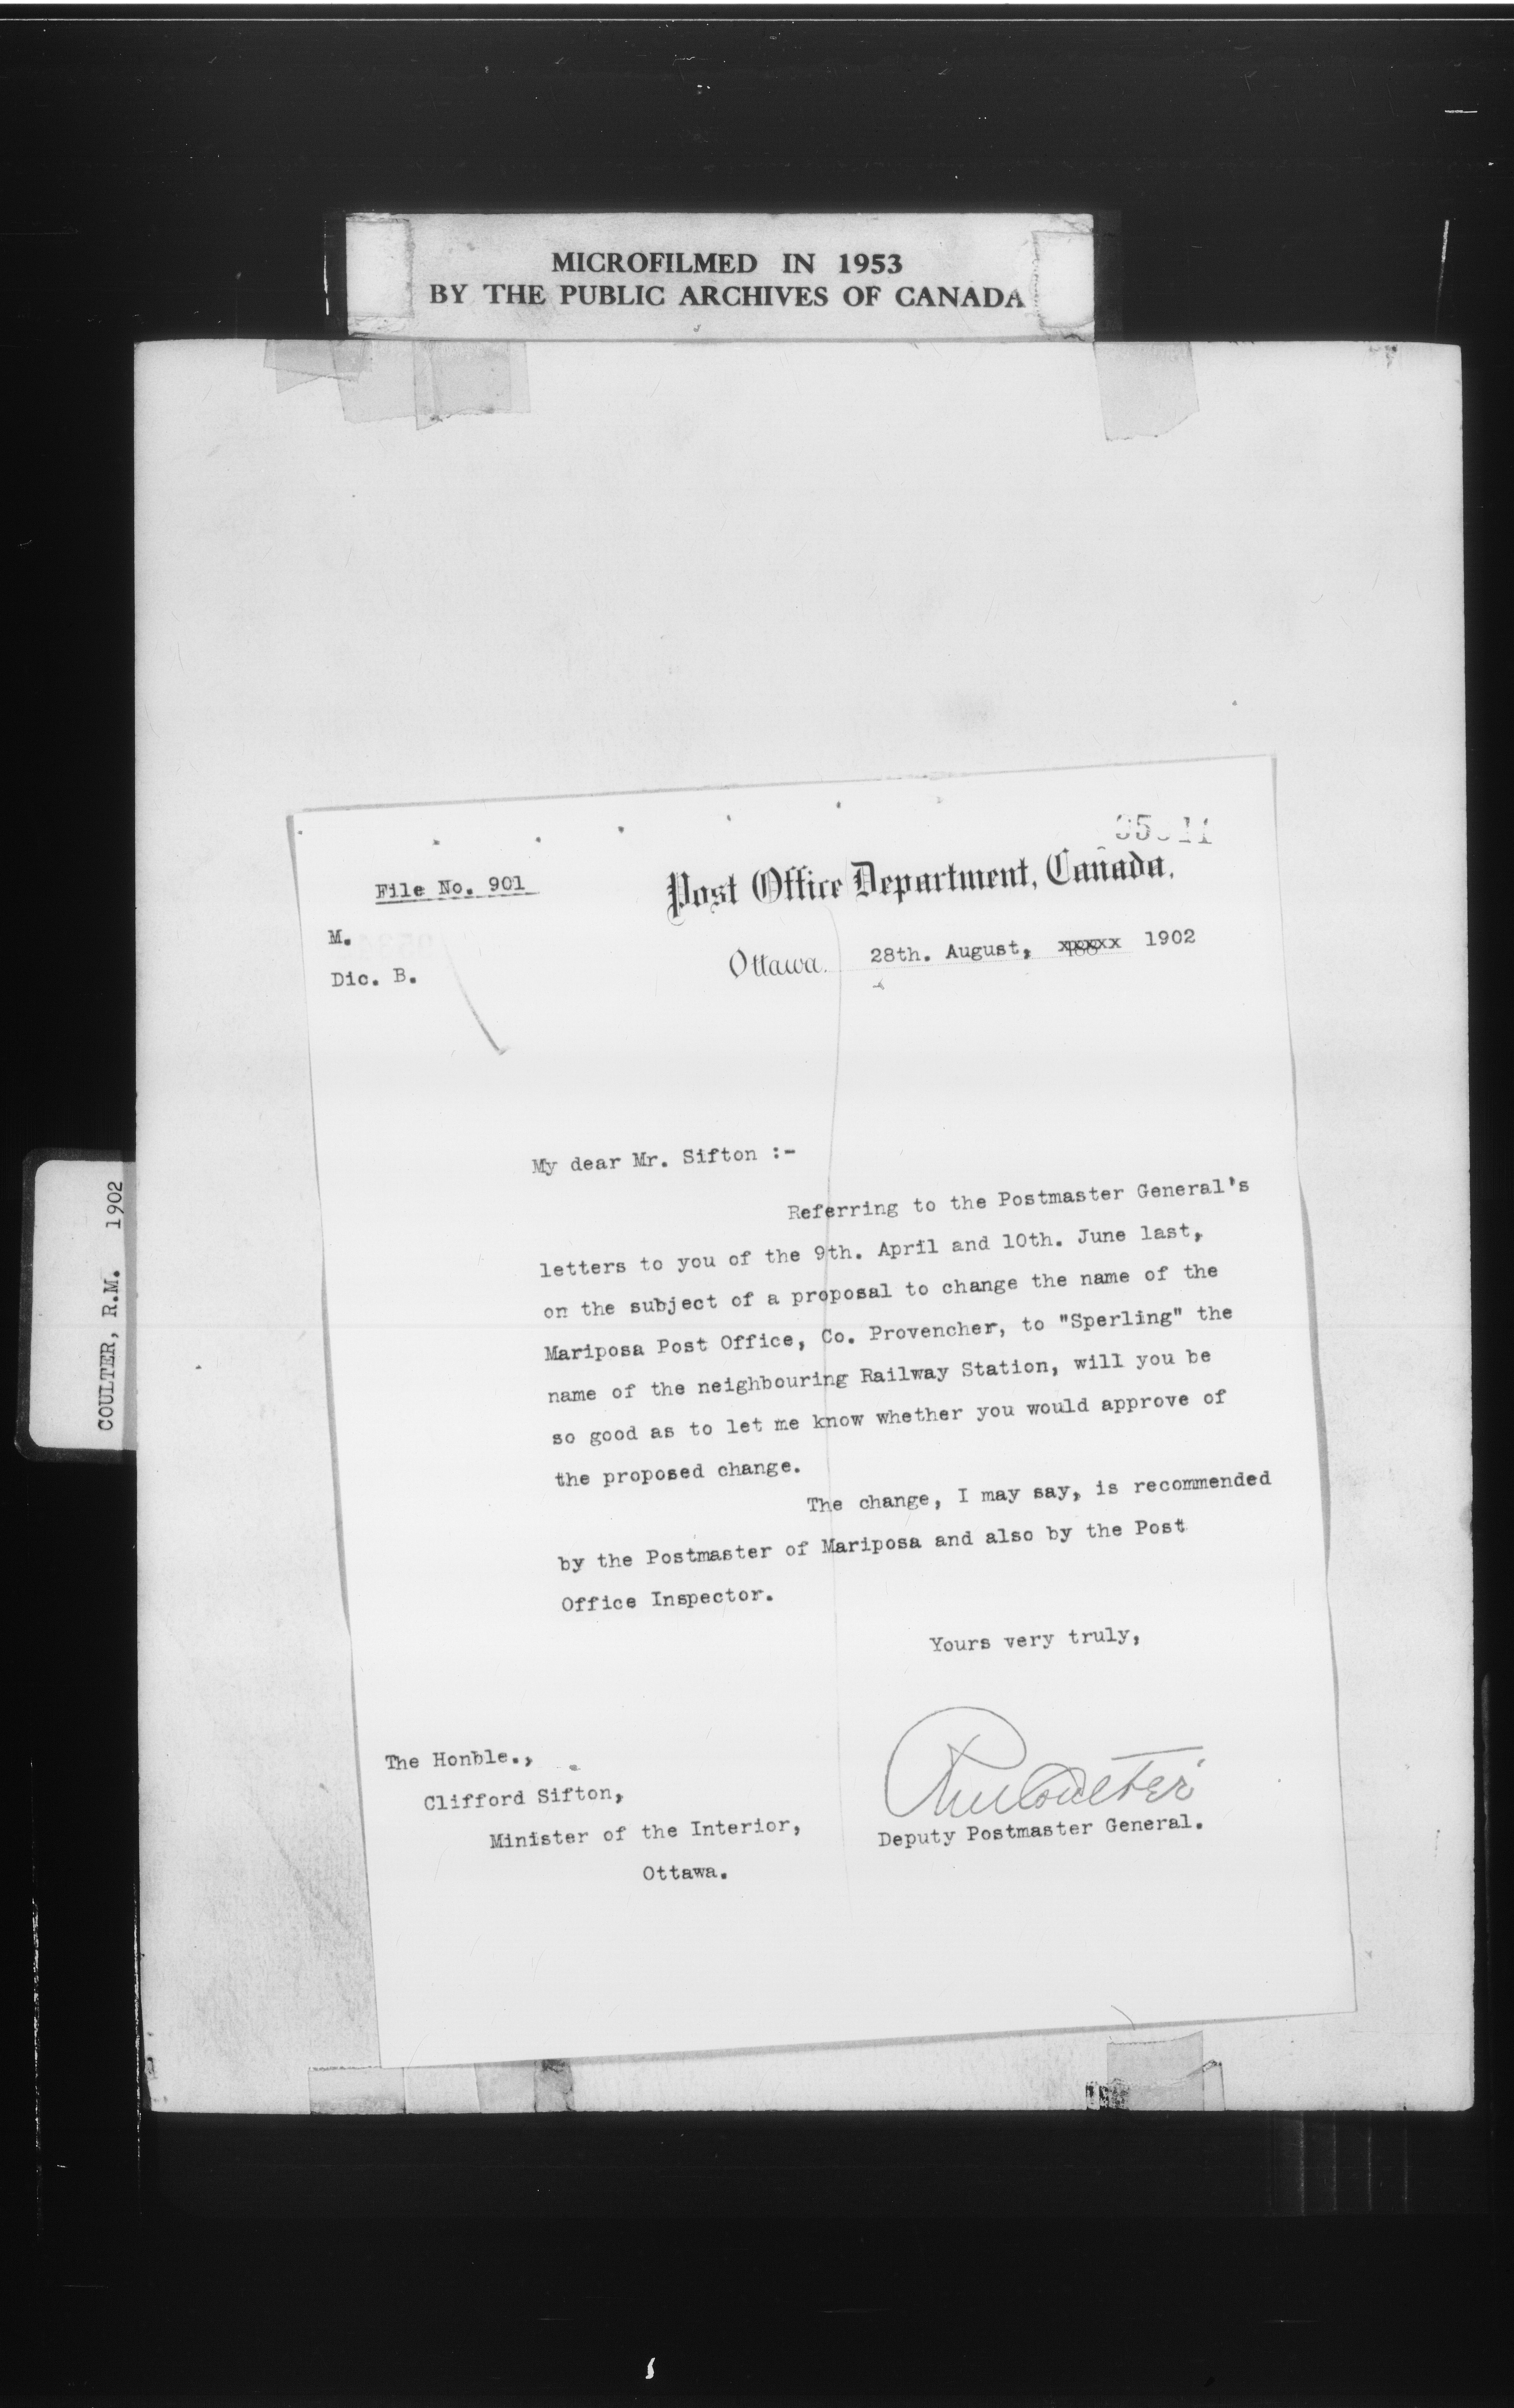 MICROFILMED IN 1953
BY THE PUBLIC ARCHIVES OF CANADA
COULTER, R.M. 1902
File No. 901
Post Office Department, Canada.
M.
Ottawa. 28th. August, xxxxx 1902
Dic. B.
My dear Mr. Sifton :-
Referring to the Postmaster General's
letters to you of the 9th. April and 10th. June last,
on the subject of a proposal to change the name of the
Mariposa Post Office, Co. Provencher, to "Sperling" the
name of the neighbouring Railway Station, will you be
so good as to let me know whether you would approve of
the proposed change.
The change, I may say, is recommended
by the Postmaster of Mariposa and also by the Post
Office Inspector.
Yours very truly,
RMCoulter
Deputy Postmaster General.
The Honble.,
Clifford Sifton,
Minister of the Interior,
Ottawa.